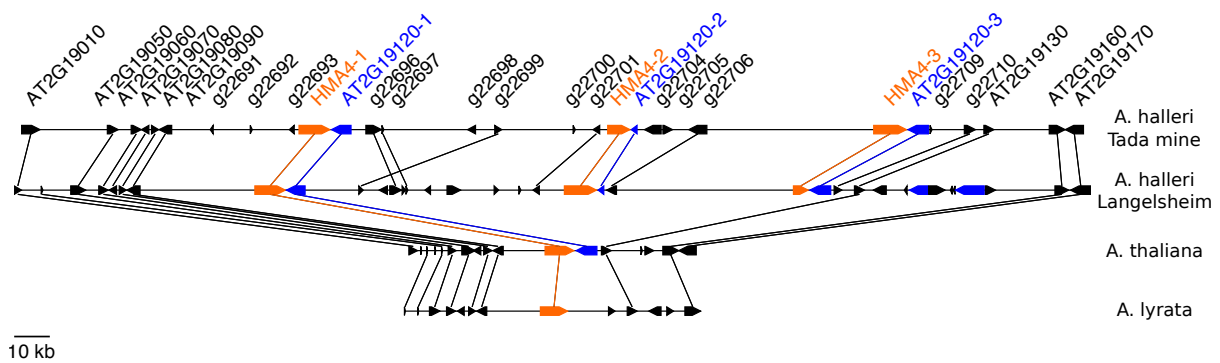 AT2G19010
AT2G19050
AT2G19060
AT2G19070
AT2G19080
AT2G19090
g22691
g22692
g22693
HMA4-1
AT2G19120-1
g22696
g22697
g22698
g22699
g22700
g22701
HMA4-2
AT2G19120-2
g22704
g22705
g22706
HMA4-3
AT2G19120-3
g22709
g22710
AT2G19130
AT2G19160
AT2G19170
A. halleri
Tada mine
A. halleri
Langelsheim
A. thaliana
A. lyrata
10 kb